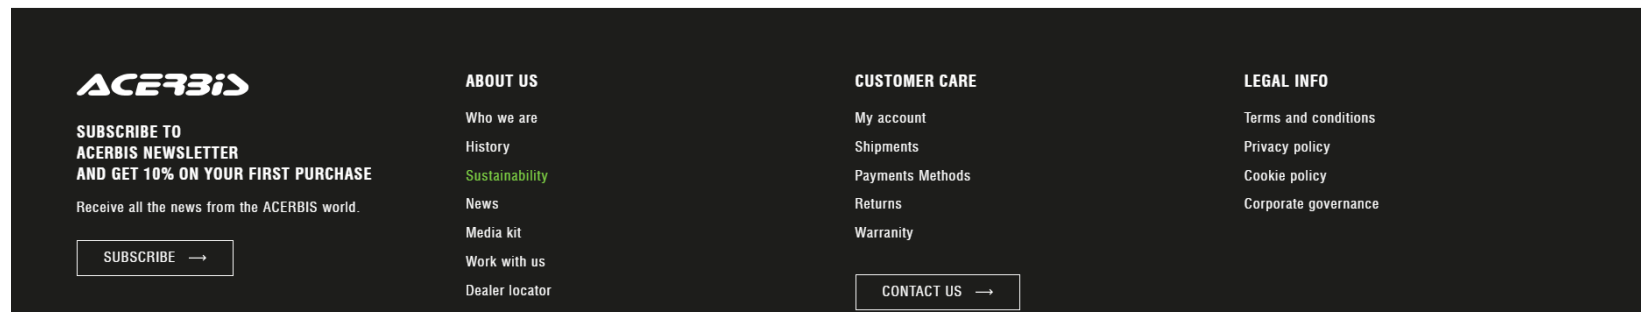 ACERBIS
SUBSCRIBE TO
ACERBIS NEWSLETTER
AND GET 10% ON YOUR FIRST PURCHASE
Receive all the news from the ACERBIS world.
SUBSCRIBE →
ABOUT US
Who we are
History
Sustainability
News
Media kit
Work with us
Dealer locator
CUSTOMER CARE
My account
Shipments
Payments Methods
Returns
Warranity
CONTACT US →
LEGAL INFO
Terms and conditions
Privacy policy
Cookie policy
Corporate governance